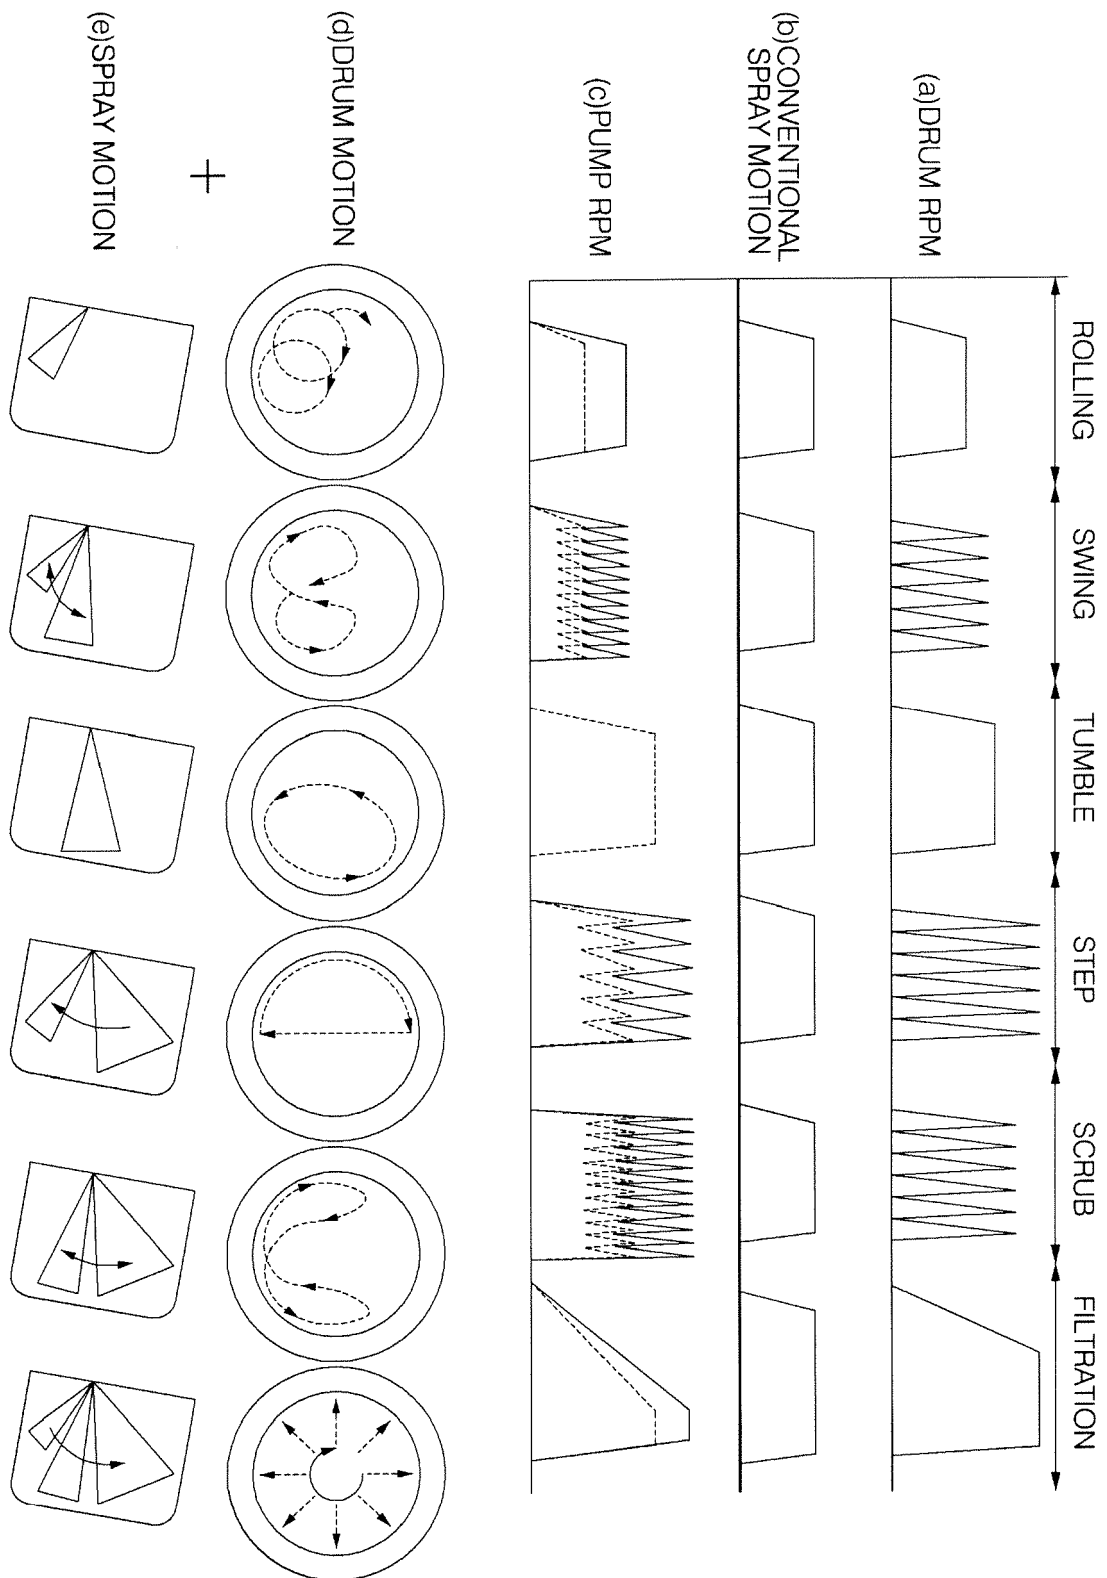 ROLLING
SWING
TUMBLE
STEP
SCRUB
FILTRATION
(a)DRUM RPM
(b)CONVENTIONAL
SPRAY MOTION
(c)PUMP RPM
(d)DRUM MOTION
+
(e)SPRAY MOTION